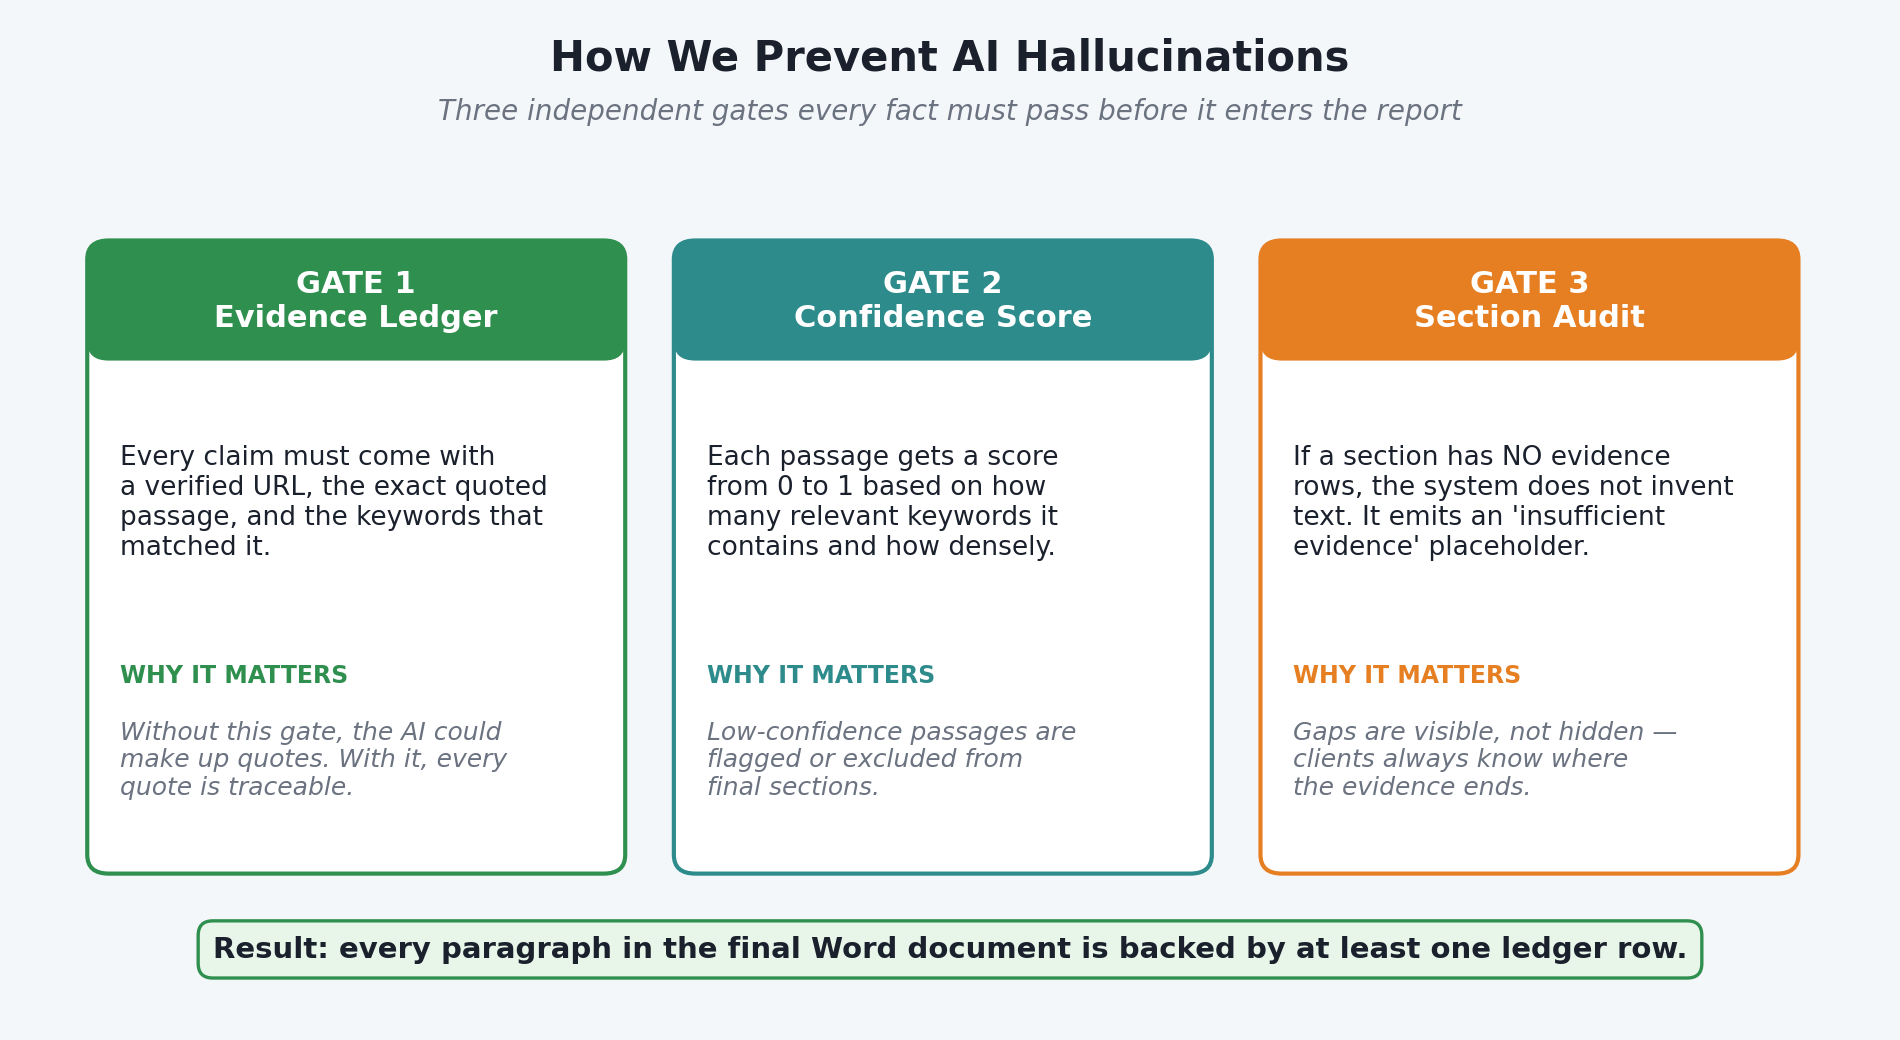 How We Prevent AI Hallucinations
Three independent gates every fact must pass before it enters the report
GATE 1
Evidence Ledger
Every claim must come with
a verified URL, the exact quoted
passage, and the keywords that
matched it.
WHY IT MATTERS
Without this gate, the AI could
make up quotes. With it, every
quote is traceable.
GATE 2
Confidence Score
Each passage gets a score
from 0 to 1 based on how
many relevant keywords it
contains and how densely.
WHY IT MATTERS
Low-confidence passages are
flagged or excluded from
final sections.
GATE 3
Section Audit
If a section has NO evidence
rows, the system does not invent
text. It emits an 'insufficient
evidence' placeholder.
WHY IT MATTERS
Gaps are visible, not hidden —
clients always know where
the evidence ends.
Result: every paragraph in the final Word document is backed by at least one ledger row.